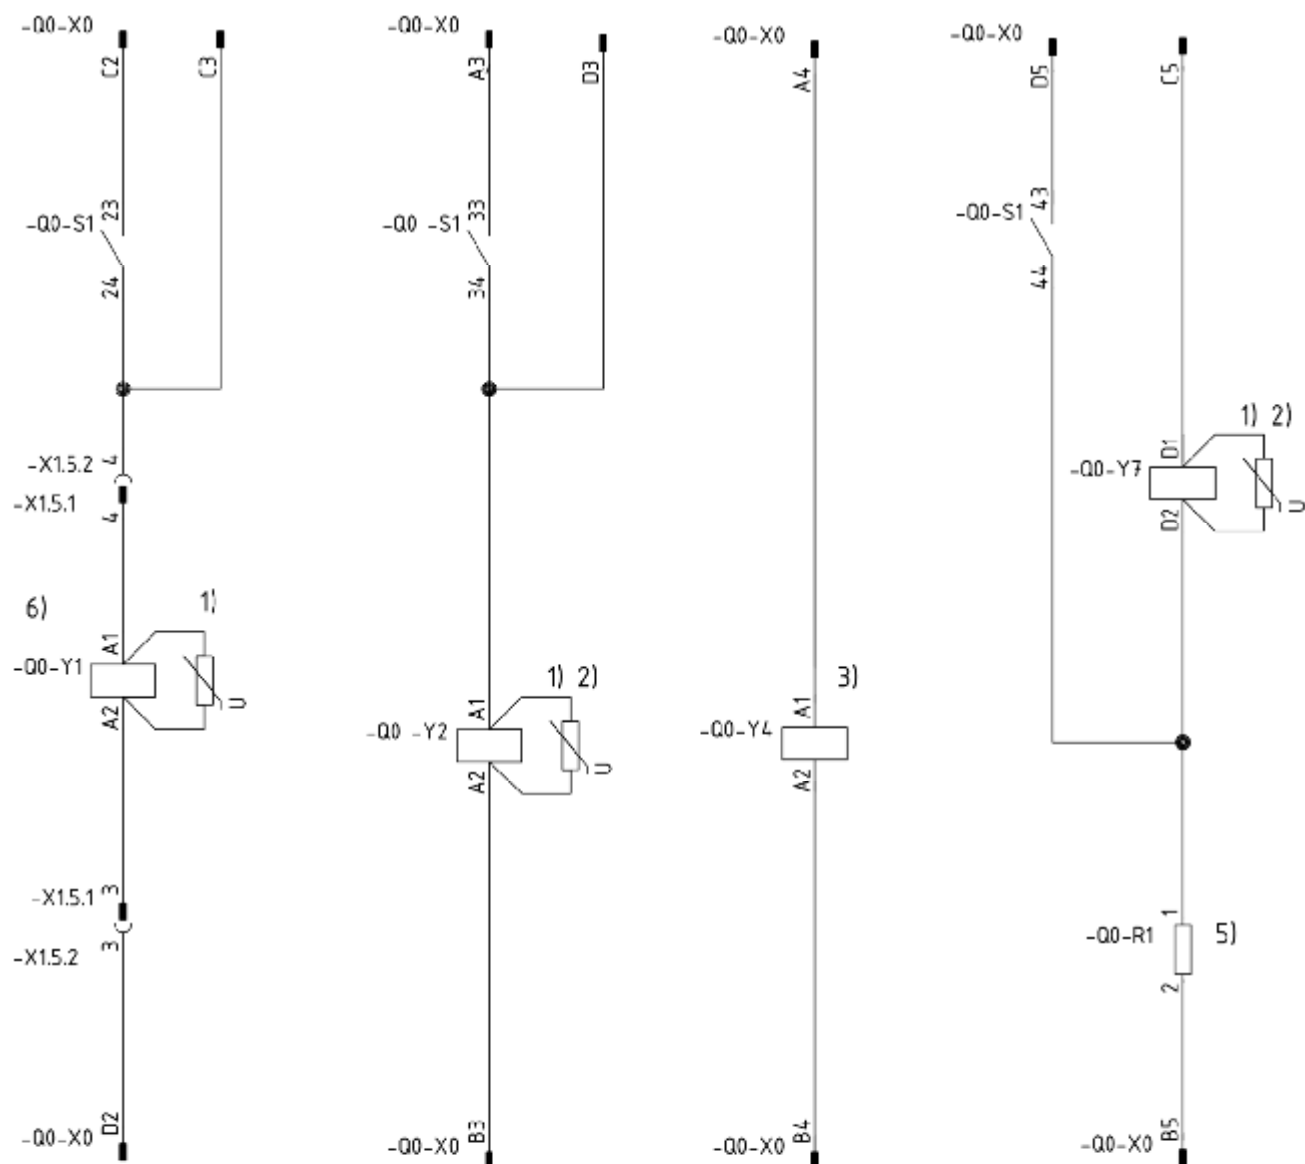 -Q0-X0
C2
C3
-Q0-S1
23
24
-X1.5.2
4
-X1.5.1
4
6)
1)
-Q0-Y1
A1
A2
U
-X1.5.1
3
-X1.5.2
3
-Q0-X0
D2
-Q0-X0
A3
D3
-Q0 -S1
33
34
1) 2)
-Q0 -Y2
A1
A2
U
-Q0-X0
B3
-Q0-X0
A4
3)
-Q0-Y4
A1
A2
-Q0-X0
B4
-Q0-X0
D5
C5
-Q0-S1
43
44
1) 2)
-Q0-Y7
D1
D2
U
-Q0-R1
1
5)
2
-Q0-X0
B5